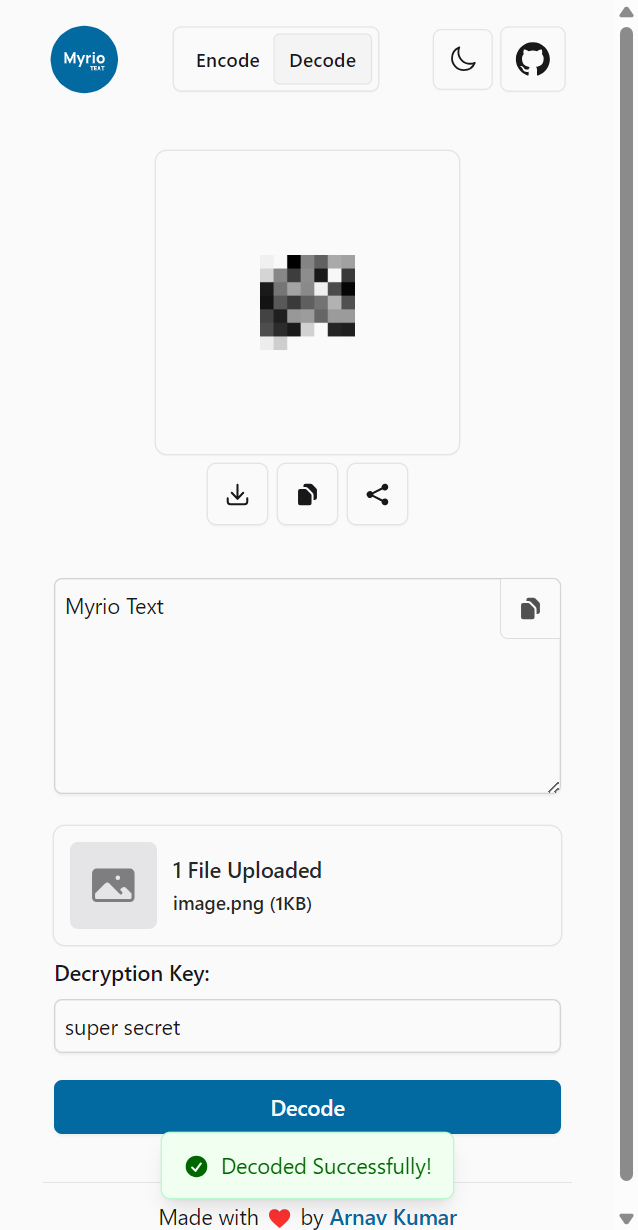 Myrio
TEXT
Encode Decode
Myrio Text
1 File Uploaded
image.png (1KB)
Decryption Key:
super secret
Decode
Decoded Successfully!
Made with ❤ by Arnav Kumar